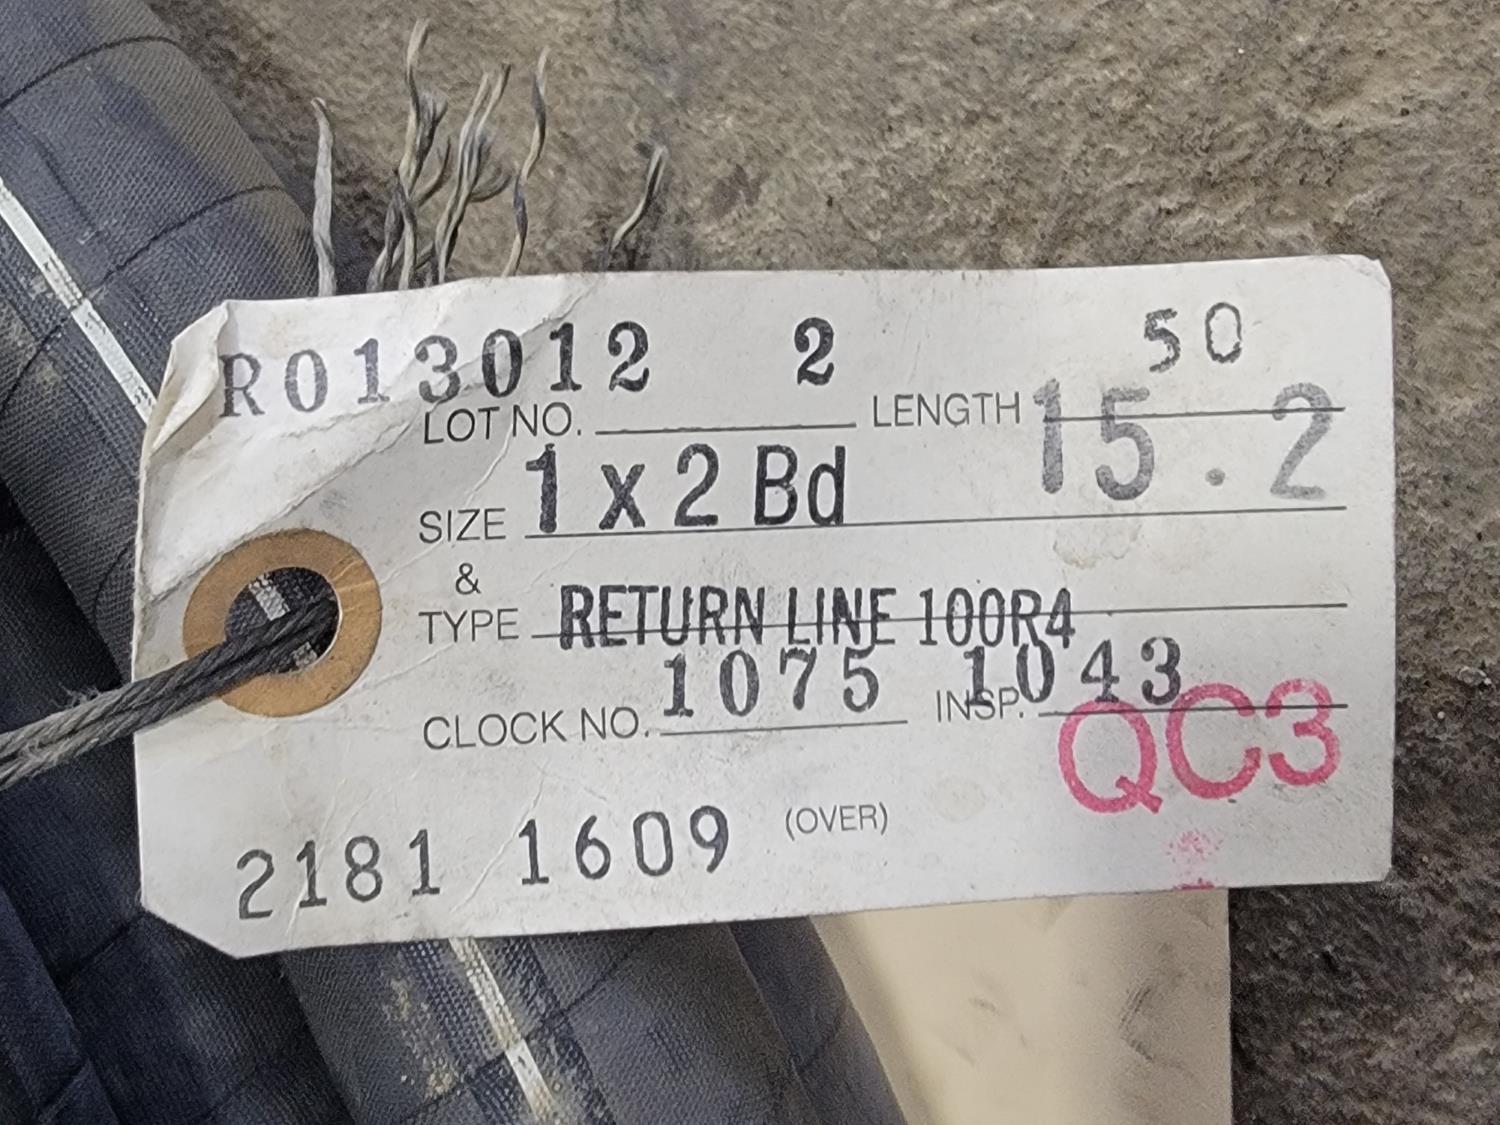 R013012 2 50
LOT NO. LENGTH 15.2
SIZE 1 x 2 Bd
&
TYPE RETURN LINE 100R4
CLOCK NO. 1075 INSP. 1043
QC3
2181 1609 (OVER)